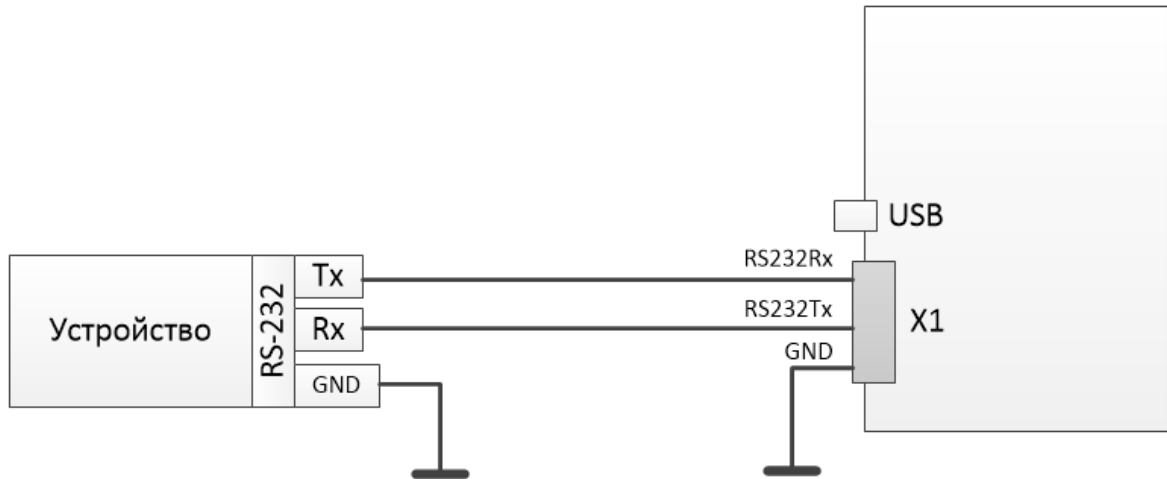 USB
RS232Rx
Tx
RS232Tx
X1
Устройство
RS-232
Rx
GND
GND